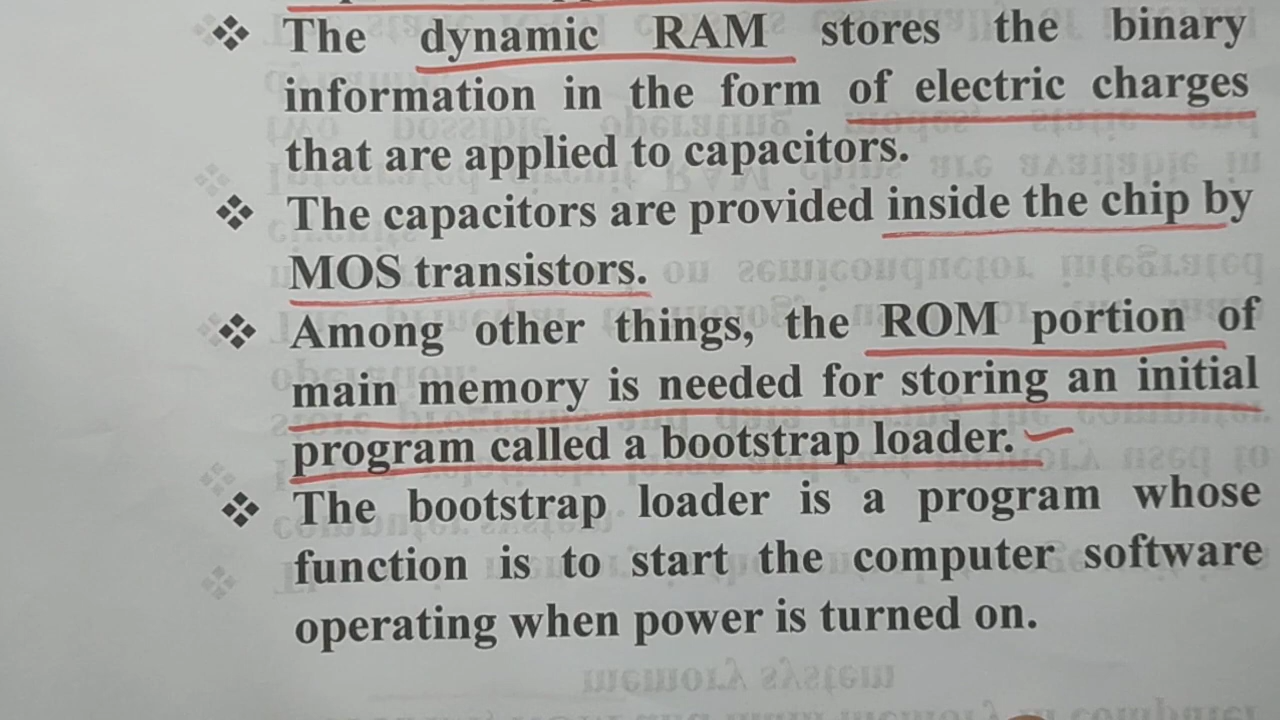 ❖ The dynamic RAM stores the binary
information in the form of electric charges
that are applied to capacitors.
❖ The capacitors are provided inside the chip by
MOS transistors.
❖ Among other things, the ROM portion of
main memory is needed for storing an initial
program called a bootstrap loader.
❖ The bootstrap loader is a program whose
function is to start the computer software
operating when power is turned on.